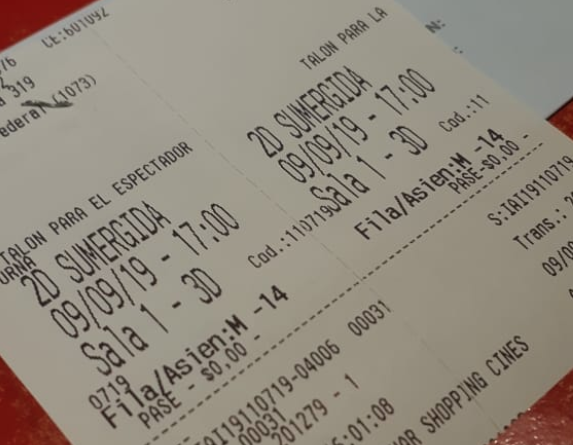 CE:601092
319
(1073)
TALON PARA EL ESPECTADOR
URNA
2D SUMERGIDA
09/09/19 - 17:00
Sala 1 - 3D
Cod.:110719
0719
Fila/Asien:M -14
PASE - $0,00 -
IAI19110719-04006 00031
00031
201279 - 1
:01:08
TALON PARA LA
2D SUMERGIDA
09/09/19 - 17:00
Sala 1 - 3D
Cod.:11
Fila/Asien:M -14
PASE-$0,00 -
S:IAI19110719
Trans.:
09/0
SHOPPING CINES
N: